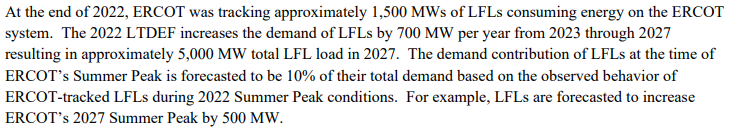 At the end of 2022, ERCOT was tracking approximately 1,500 MWs of LFLs consuming energy on the ERCOT
system.  The 2022 LTDEF increases the demand of LFLs by 700 MW per year from 2023 through 2027
resulting in approximately 5,000 MW total LFL load in 2027.  The demand contribution of LFLs at the time of
ERCOT's Summer Peak is forecasted to be 10% of their total demand based on the observed behavior of
ERCOT-tracked LFLs during 2022 Summer Peak conditions.  For example, LFLs are forecasted to increase
ERCOT's 2027 Summer Peak by 500 MW.